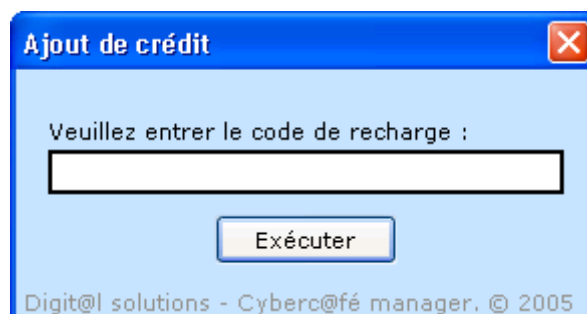 Ajout de crédit
Veuillez entrer le code de recharge :
Exécuter
Digit@l solutions - Cyberc@fé manager. © 2005